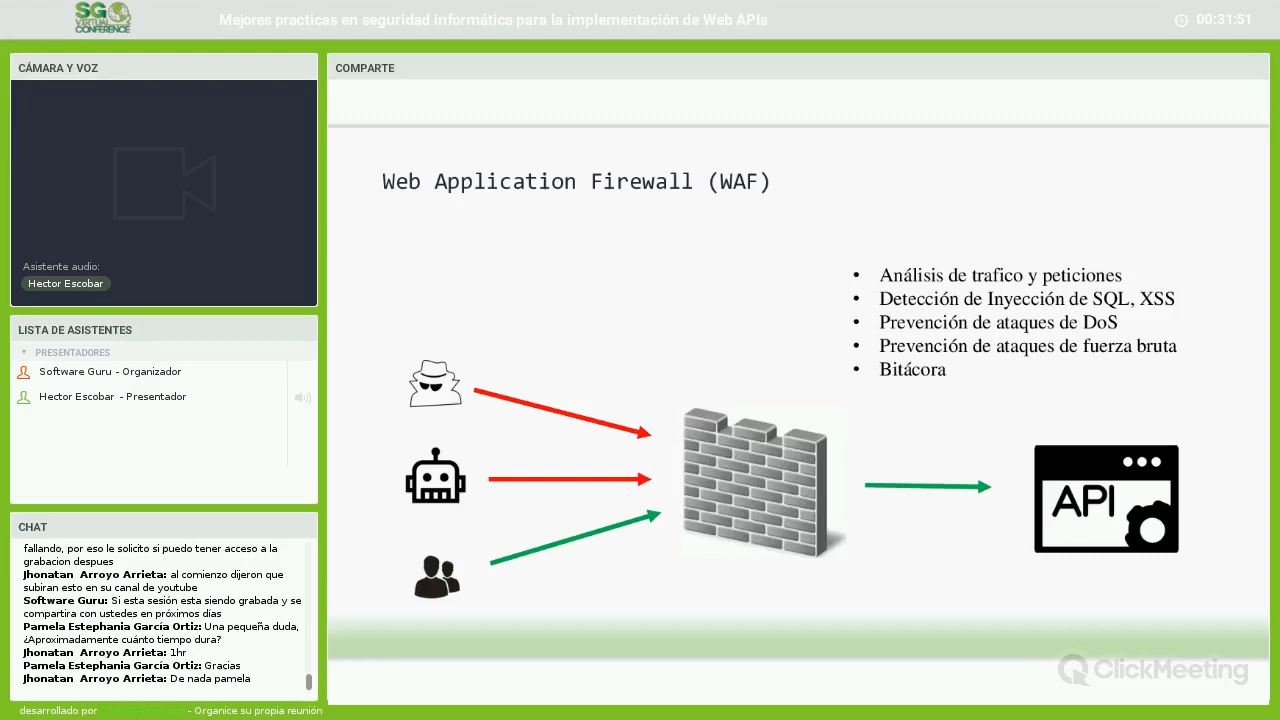 SG
VIRTUAL
CONFERENCE
Mejores practicas en seguridad informática para la implementación de Web APIs
00:31:51
CÁMARA Y VOZ
Asistente audio:
Hector Escobar
LISTA DE ASISTENTES
PRESENTADORES
Software Guru - Organizador
Hector Escobar - Presentador
CHAT
fallando, por eso le solicito si puedo tener acceso a la
grabacion despues
Jhonatan Arroyo Arrieta: al comienzo dijeron que
subiran esto en su canal de youtube
Software Guru: Si esta sesión esta siendo grabada y se
compartira con ustedes en próximos días
Pamela Estephania García Ortiz: Una pequeña duda,
¿Aproximadamente cuánto tiempo dura?
Jhonatan Arroyo Arrieta: 1hr
Pamela Estephania García Ortiz: Gracias
Jhonatan Arroyo Arrieta: De nada pamela
desarrollado por
- Organice su propia reunión
COMPARTE
Web Application Firewall (WAF)
• Análisis de trafico y peticiones
• Detección de Inyección de SQL, XSS
• Prevención de ataques de DoS
• Prevención de ataques de fuerza bruta
• Bitácora
API
ClickMeeting